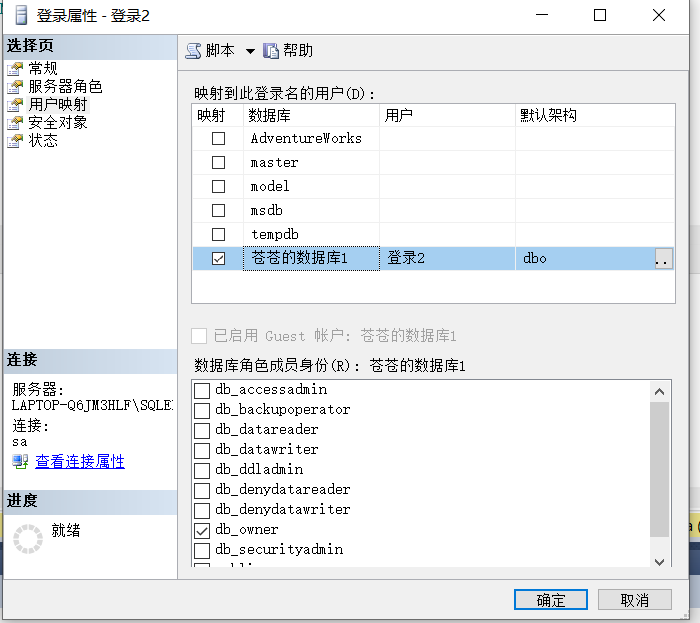 登录属性 - 登录2
选择页
常规
服务器角色
用户映射
安全对象
状态
脚本 帮助
映射到此登录名的用户(D):
映射 数据库 用户 默认架构
AdventureWorks
master
model
msdb
tempdb
苍苍的数据库1 登录2 dbo ..
已启用 Guest 帐户: 苍苍的数据库1
数据库角色成员身份(R): 苍苍的数据库1
db_accessadmin
db_backupoperator
db_datareader
db_datawriter
db_ddladmin
db_denydatareader
db_denydatawriter
db_owner
db_securityadmin
连接
服务器:
LAPTOP-Q6JM3HLF\SQLE
连接:
sa
查看连接属性
进度
就绪
确定 取消